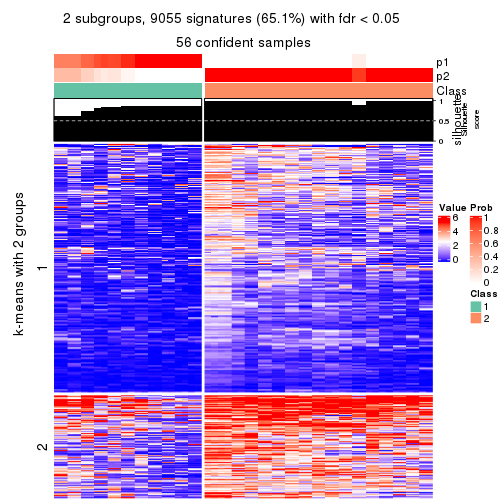 2 subgroups, 9055 signatures (65.1%) with fdr < 0.05
56 confident samples
p1
p2
Class
1
0.5
0
silhouette
Silhouette
score
k-means with 2 groups
1
2
Value
6
4
2
0
Prob
1
0.8
0.6
0.4
0.2
0
Class
1
2